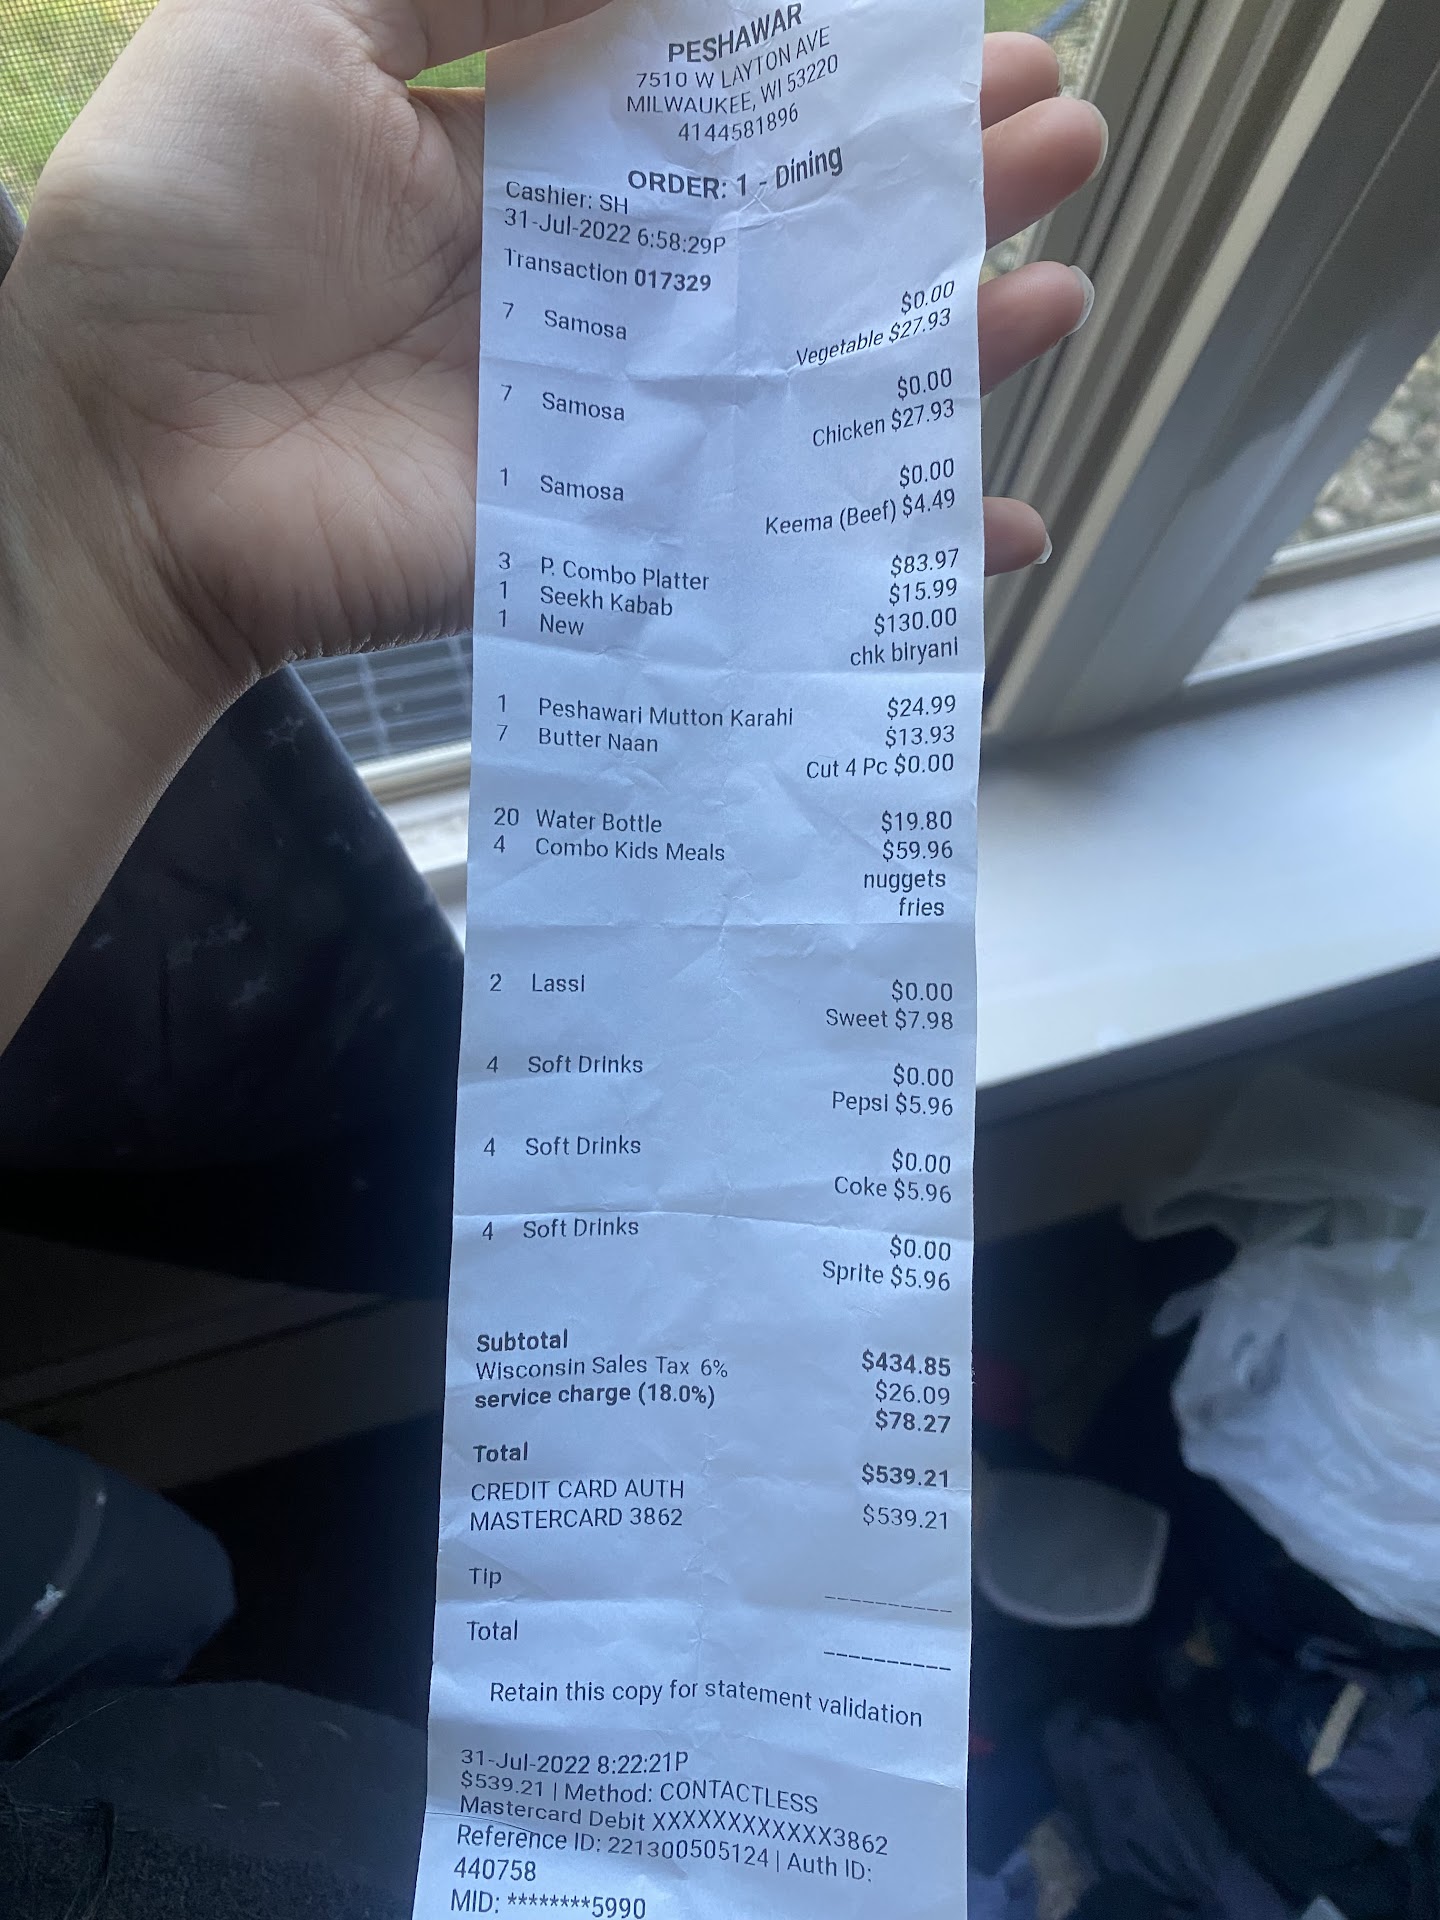 PESHAWAR
7510 W LAYTON AVE
MILWAUKEE, WI 53220
4144581896
ORDER: 1 - Dining
Cashier: SH
31-Jul-2022 6:58:29P
Transaction 017329
7 Samosa $0.00
Vegetable $27.93
7 Samosa $0.00
Chicken $27.93
1 Samosa $0.00
Keema (Beef) $4.49
3 P. Combo Platter $83.97
1 Seekh Kabab $15.99
1 New $130.00
chk biryani
1 Peshawari Mutton Karahi $24.99
7 Butter Naan $13.93
Cut 4 Pc $0.00
20 Water Bottle $19.80
4 Combo Kids Meals $59.96
nuggets
fries
2 Lassi $0.00
Sweet $7.98
4 Soft Drinks $0.00
Pepsi $5.96
4 Soft Drinks $0.00
Coke $5.96
4 Soft Drinks $0.00
Sprite $5.96
Subtotal $434.85
Wisconsin Sales Tax 6% $26.09
service charge (18.0%) $78.27
Total $539.21
CREDIT CARD AUTH
MASTERCARD 3862 $539.21
Tip __________
Total __________
Retain this copy for statement validation
31-Jul-2022 8:22:21P
$539.21 | Method: CONTACTLESS
Mastercard Debit XXXXXXXXXXXX3862
Reference ID: 221300505124 | Auth ID:
440758
MID: ********5990